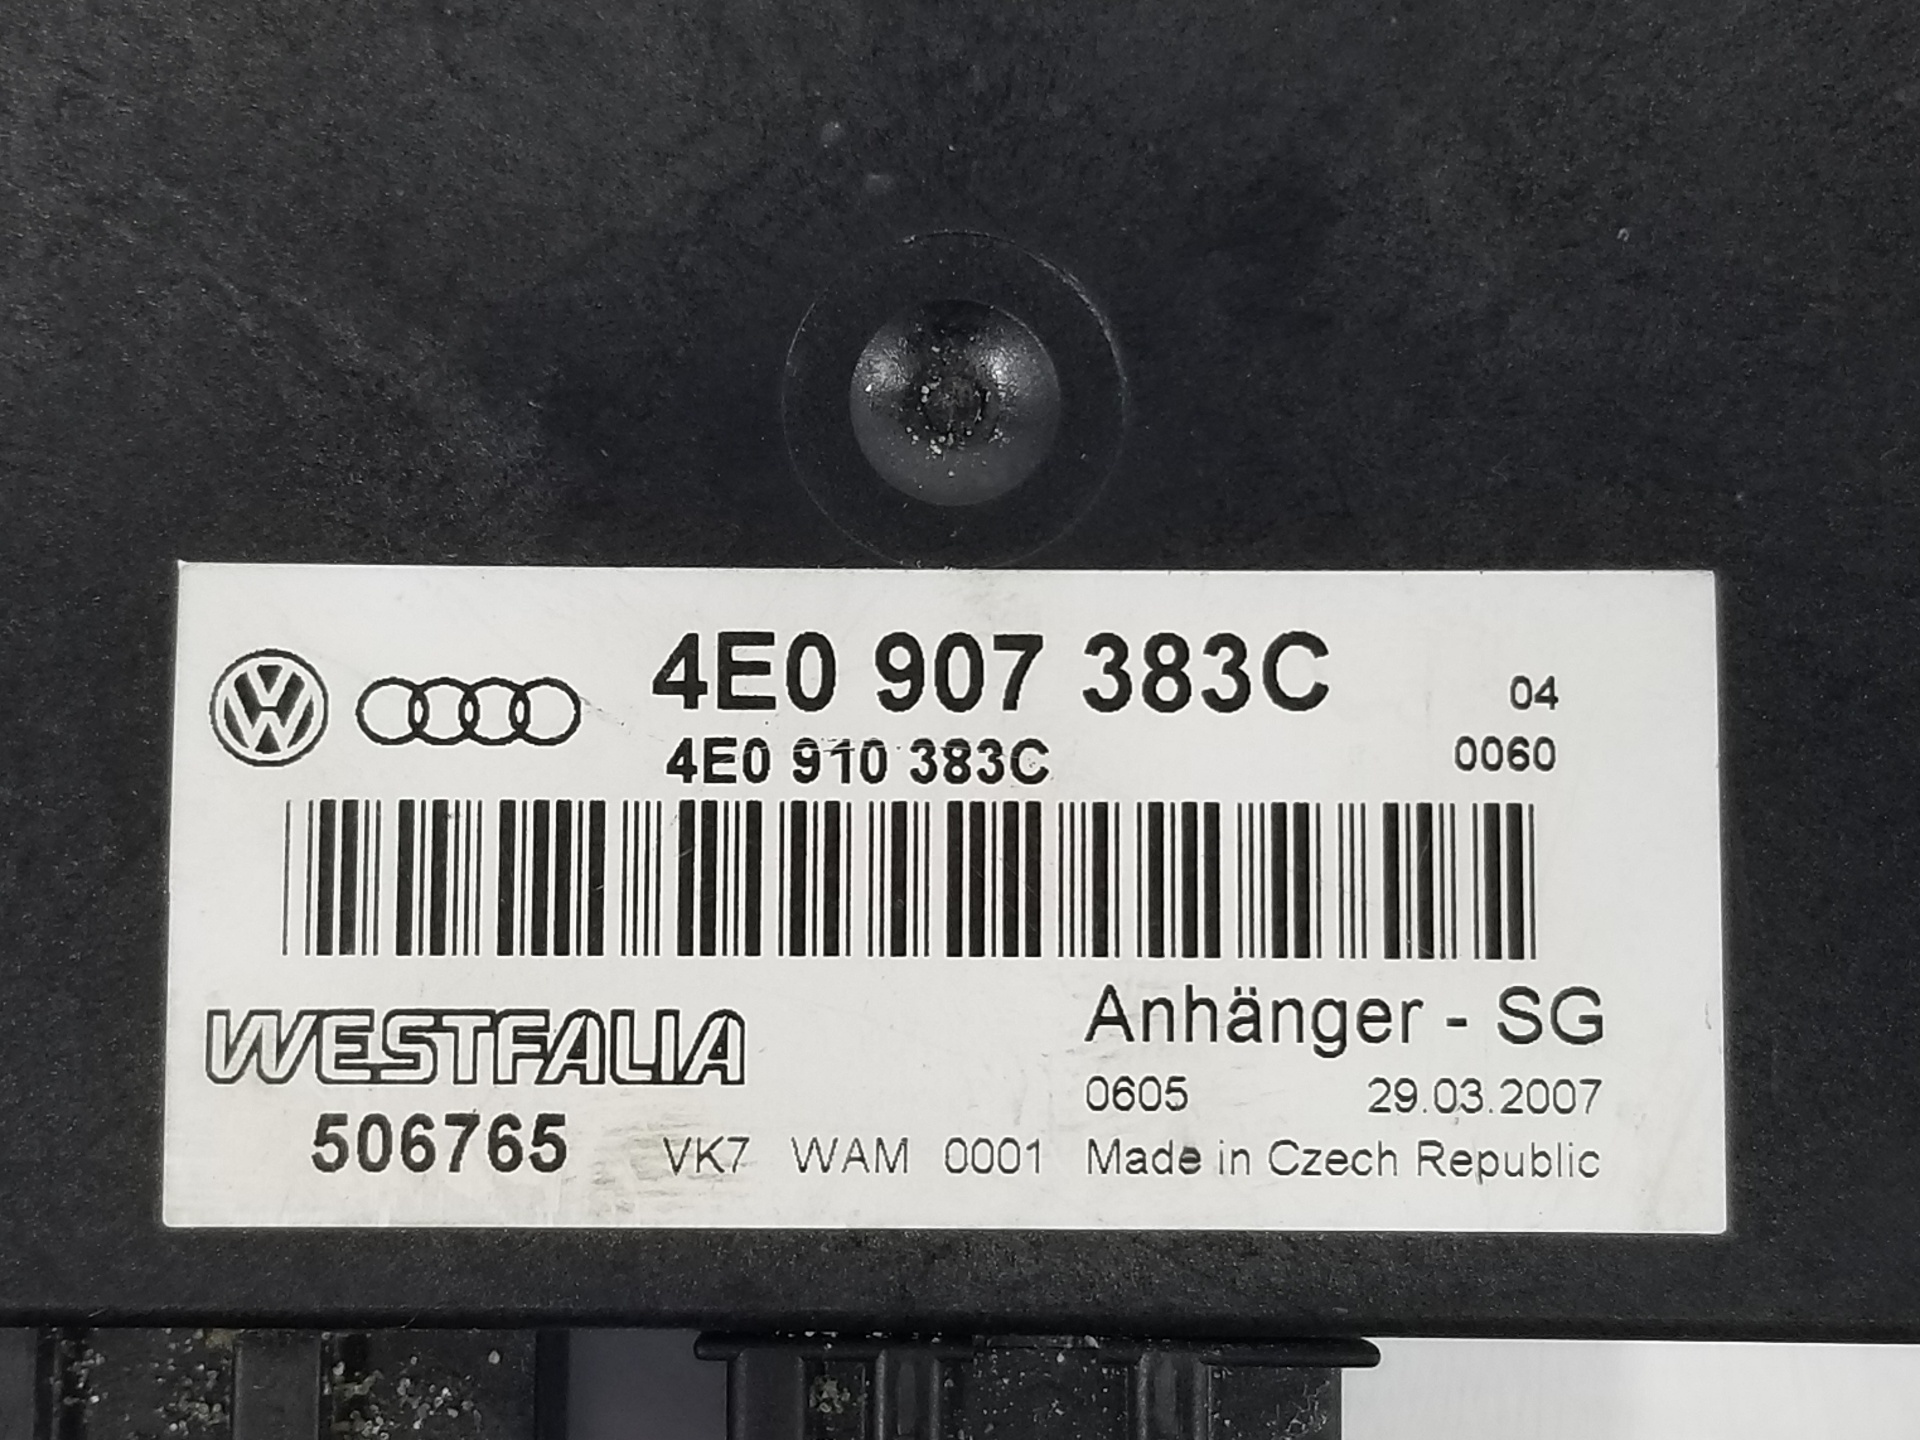 4E0 907 383C 04
4E0 910 383C 0060
WESTFALIA Anhänger - SG
0605 29.03.2007
506765 VK7 WAM 0001 Made in Czech Republic